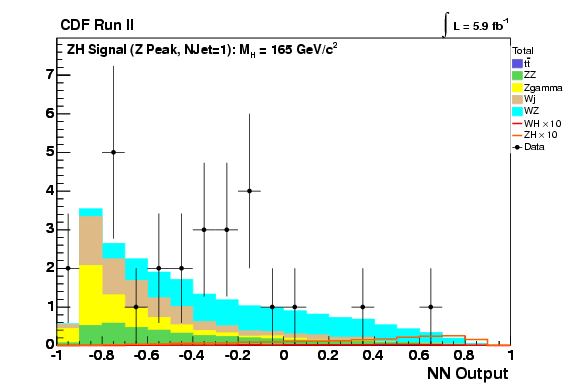 CDF Run II
∫ L = 5.9 fb⁻¹
ZH Signal (Z Peak, NJet=1): M_H = 165 GeV/c²
Total
tt̄
ZZ
Zgamma
Wj
WZ
WH × 10
ZH × 10
Data
7
6
5
4
3
2
1
0
-1 -0.8 -0.6 -0.4 -0.2 0 0.2 0.4 0.6 0.8 1
NN Output